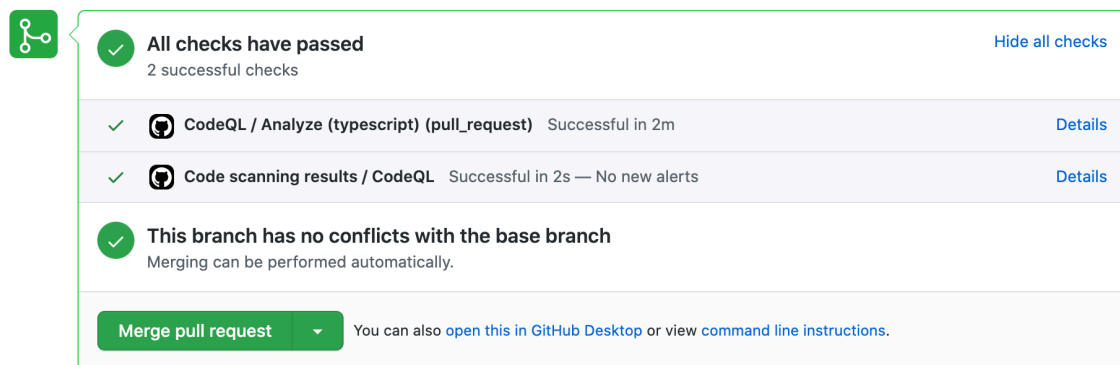 All checks have passed
Hide all checks
2 successful checks
CodeQL / Analyze (typescript) (pull_request) Successful in 2m Details
Code scanning results / CodeQL Successful in 2s — No new alerts Details
This branch has no conflicts with the base branch
Merging can be performed automatically.
Merge pull request You can also open this in GitHub Desktop or view command line instructions.